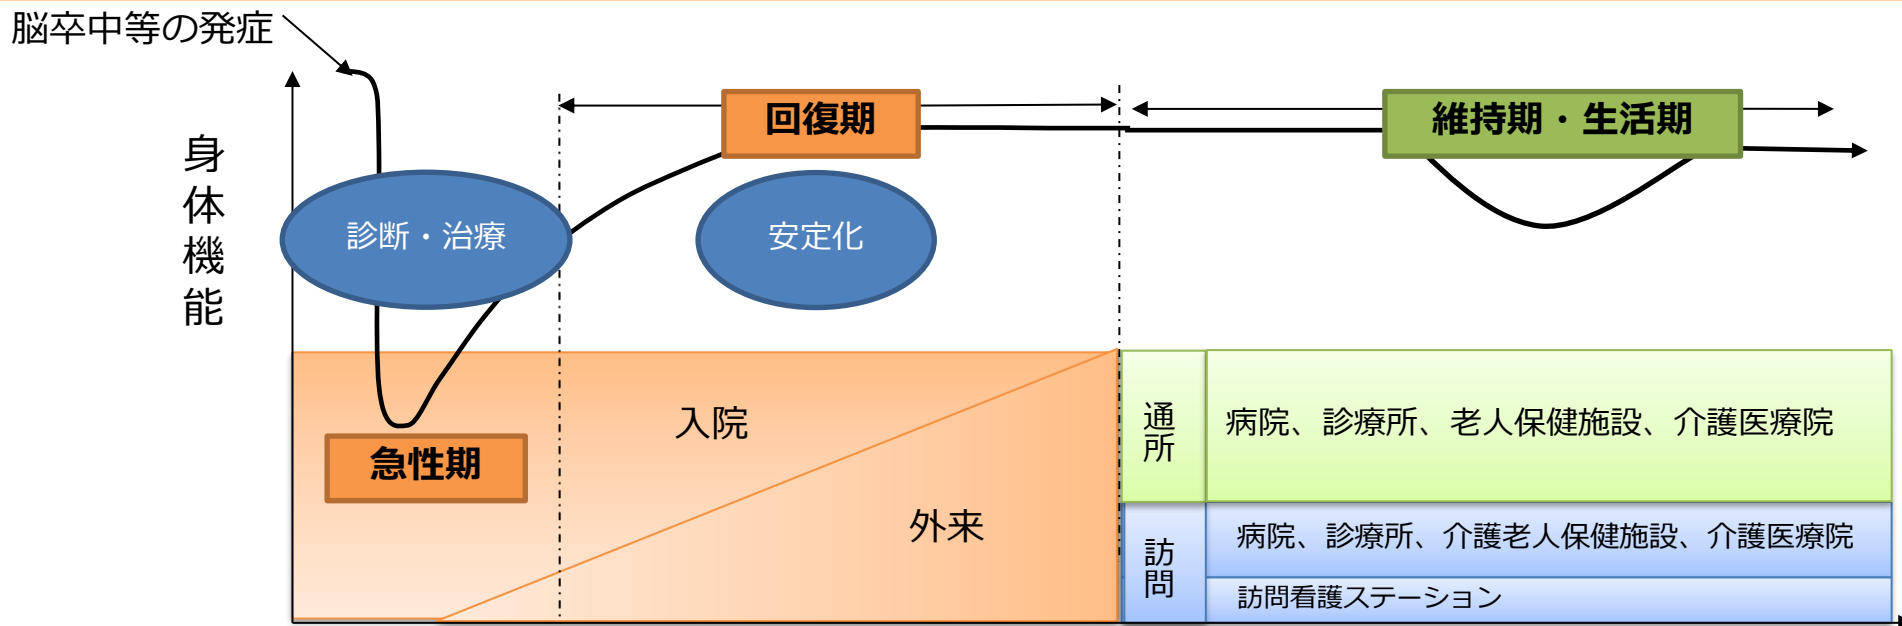 脳卒中等の発症
身体機能
回復期
維持期・生活期
診断・治療
安定化
急性期
入院
外来
通所
病院、診療所、老人保健施設、介護医療院
訪問
病院、診療所、介護老人保健施設、介護医療院
訪問看護ステーション